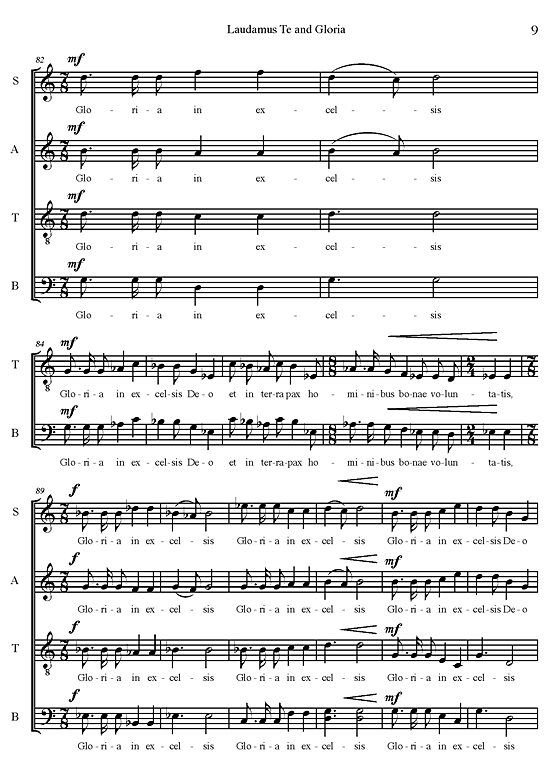 Laudamus Te and Gloria 9
82 mf
S
Glo - ri - a in ex - cel - sis
mf
A
Glo - ri - a in ex - cel - sis
mf
T
8
Glo - ri - a in ex - cel - sis
mf
B
Glo - ri - a in ex - cel - sis
84 mf
T
8
Glo - ri - a in ex - cel - sis De - o et in ter - ra pax ho - mi - ni - bus bo - nae vo - lun - ta - tis,
mf
B
Glo - ri - a in ex - cel - sis De - o et in ter - ra pax ho - mi - ni - bus bo - nae vo - lun - ta - tis,
89 f mf
S
Glo - ri - a in ex - cel - sis Glo - ri - a in ex - cel - sis Glo - ri - a in ex - cel - sis De - o
f mf
A
Glo - ri - a in ex - cel - sis Glo - ri - a in ex - cel - sis Glo - ri - a in ex - cel - sis De - o
f mf
T
8
Glo - ri - a in ex - cel - sis Glo - ri - a in ex - cel - sis Glo - ri - a in ex - cel - sis
f mf
B
Glo - ri - a in ex - cel - sis Glo - ri - a in ex - cel - sis Glo - ri - a in ex - cel - sis